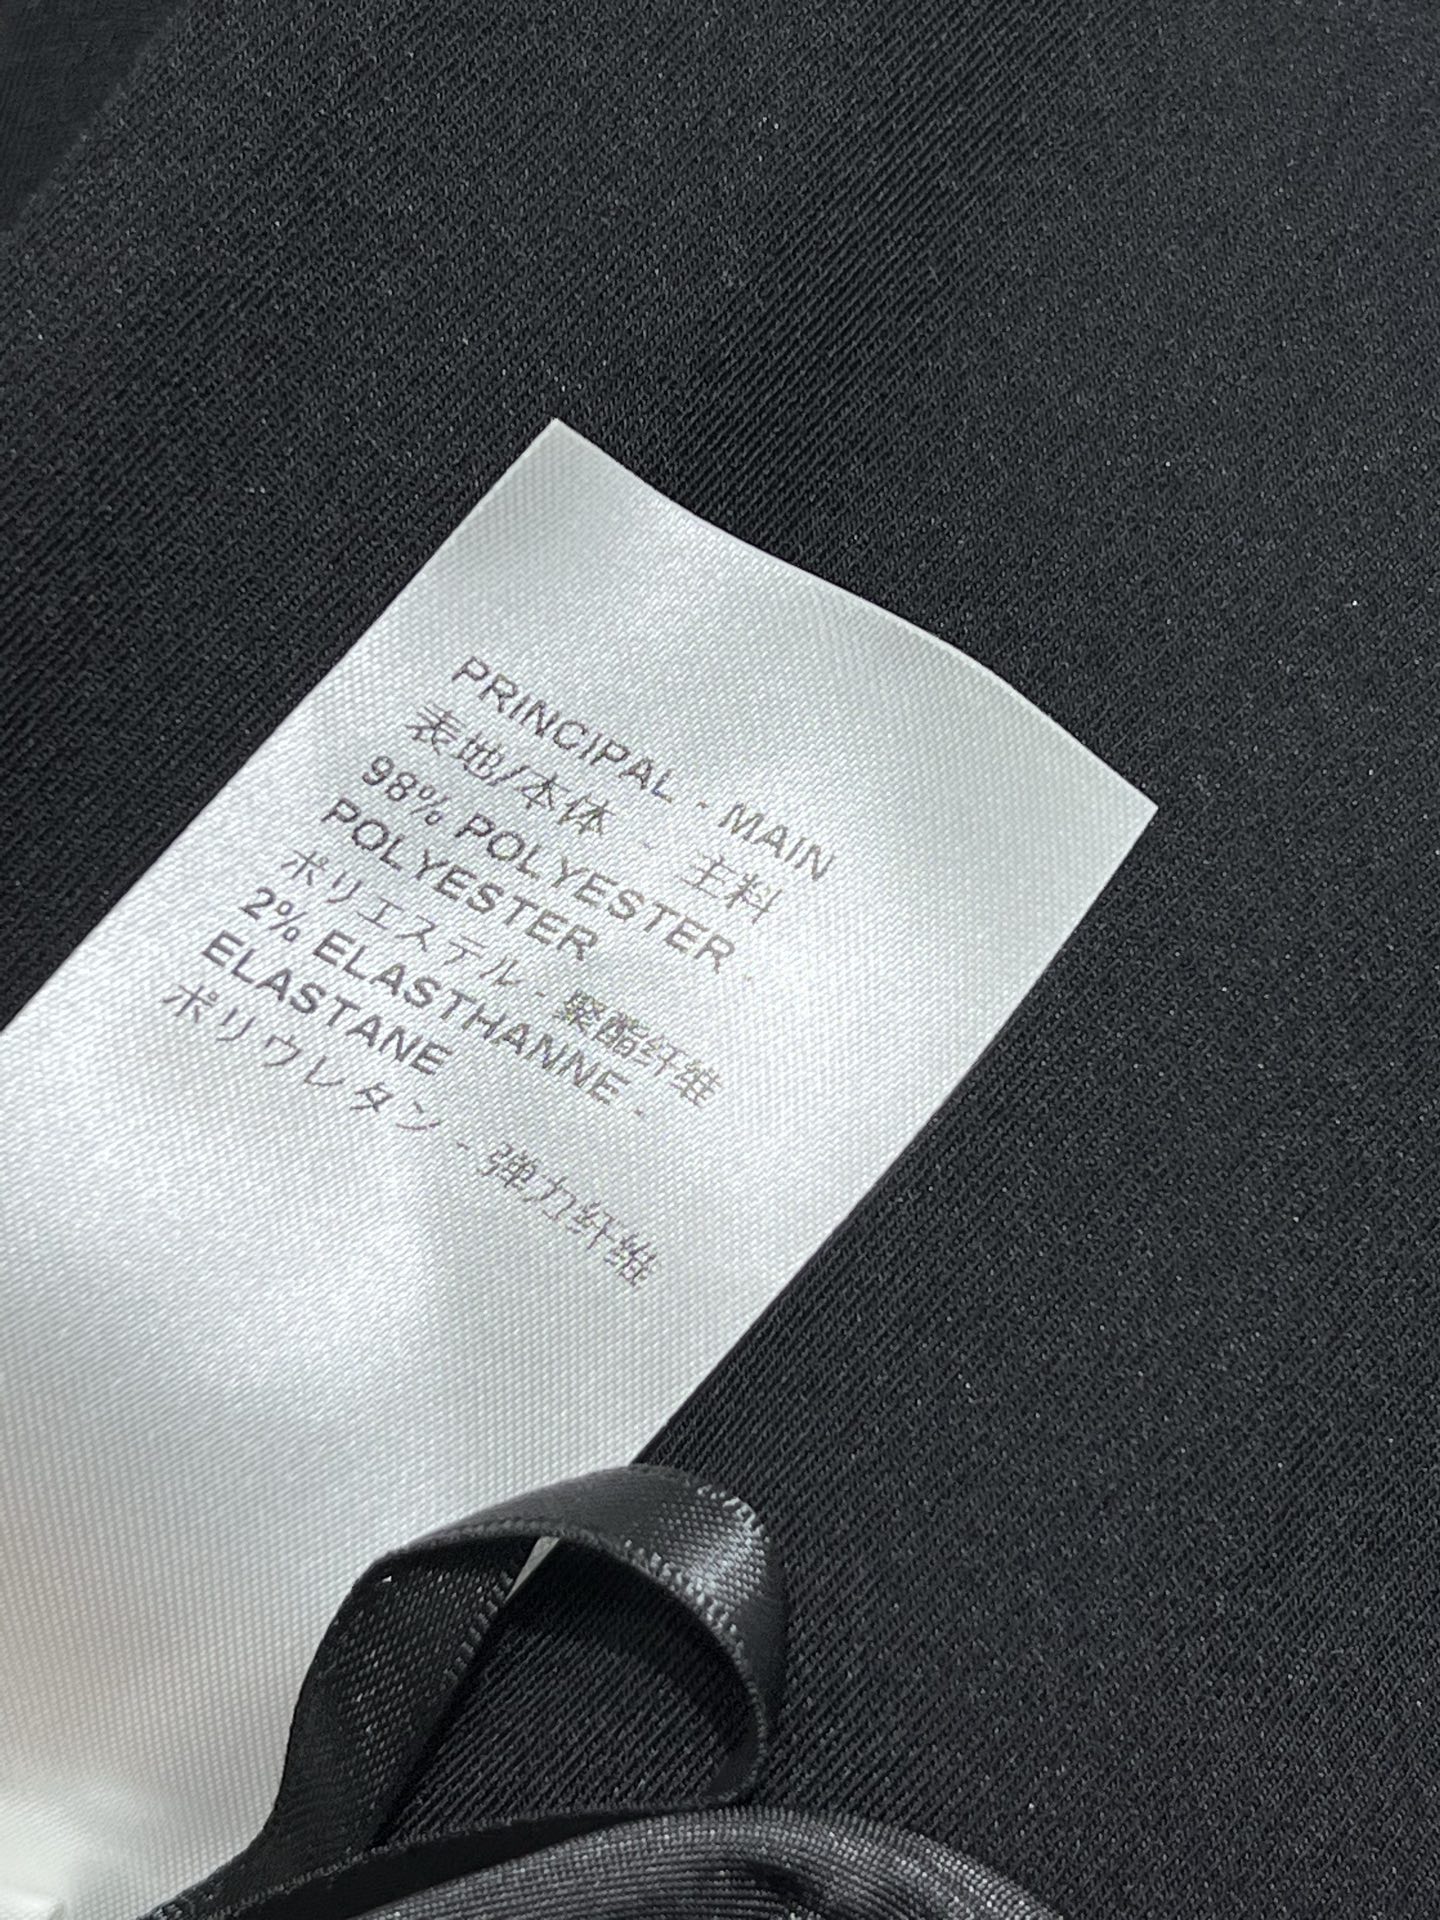 PRINCIPAL - MAIN
表地/本体 - 主料
98% POLYESTER -
POLYESTER
ポリエステル - 聚酯纤维
2% ELASTHANNE -
ELASTANE
ポリウレタン - 弹力纤维